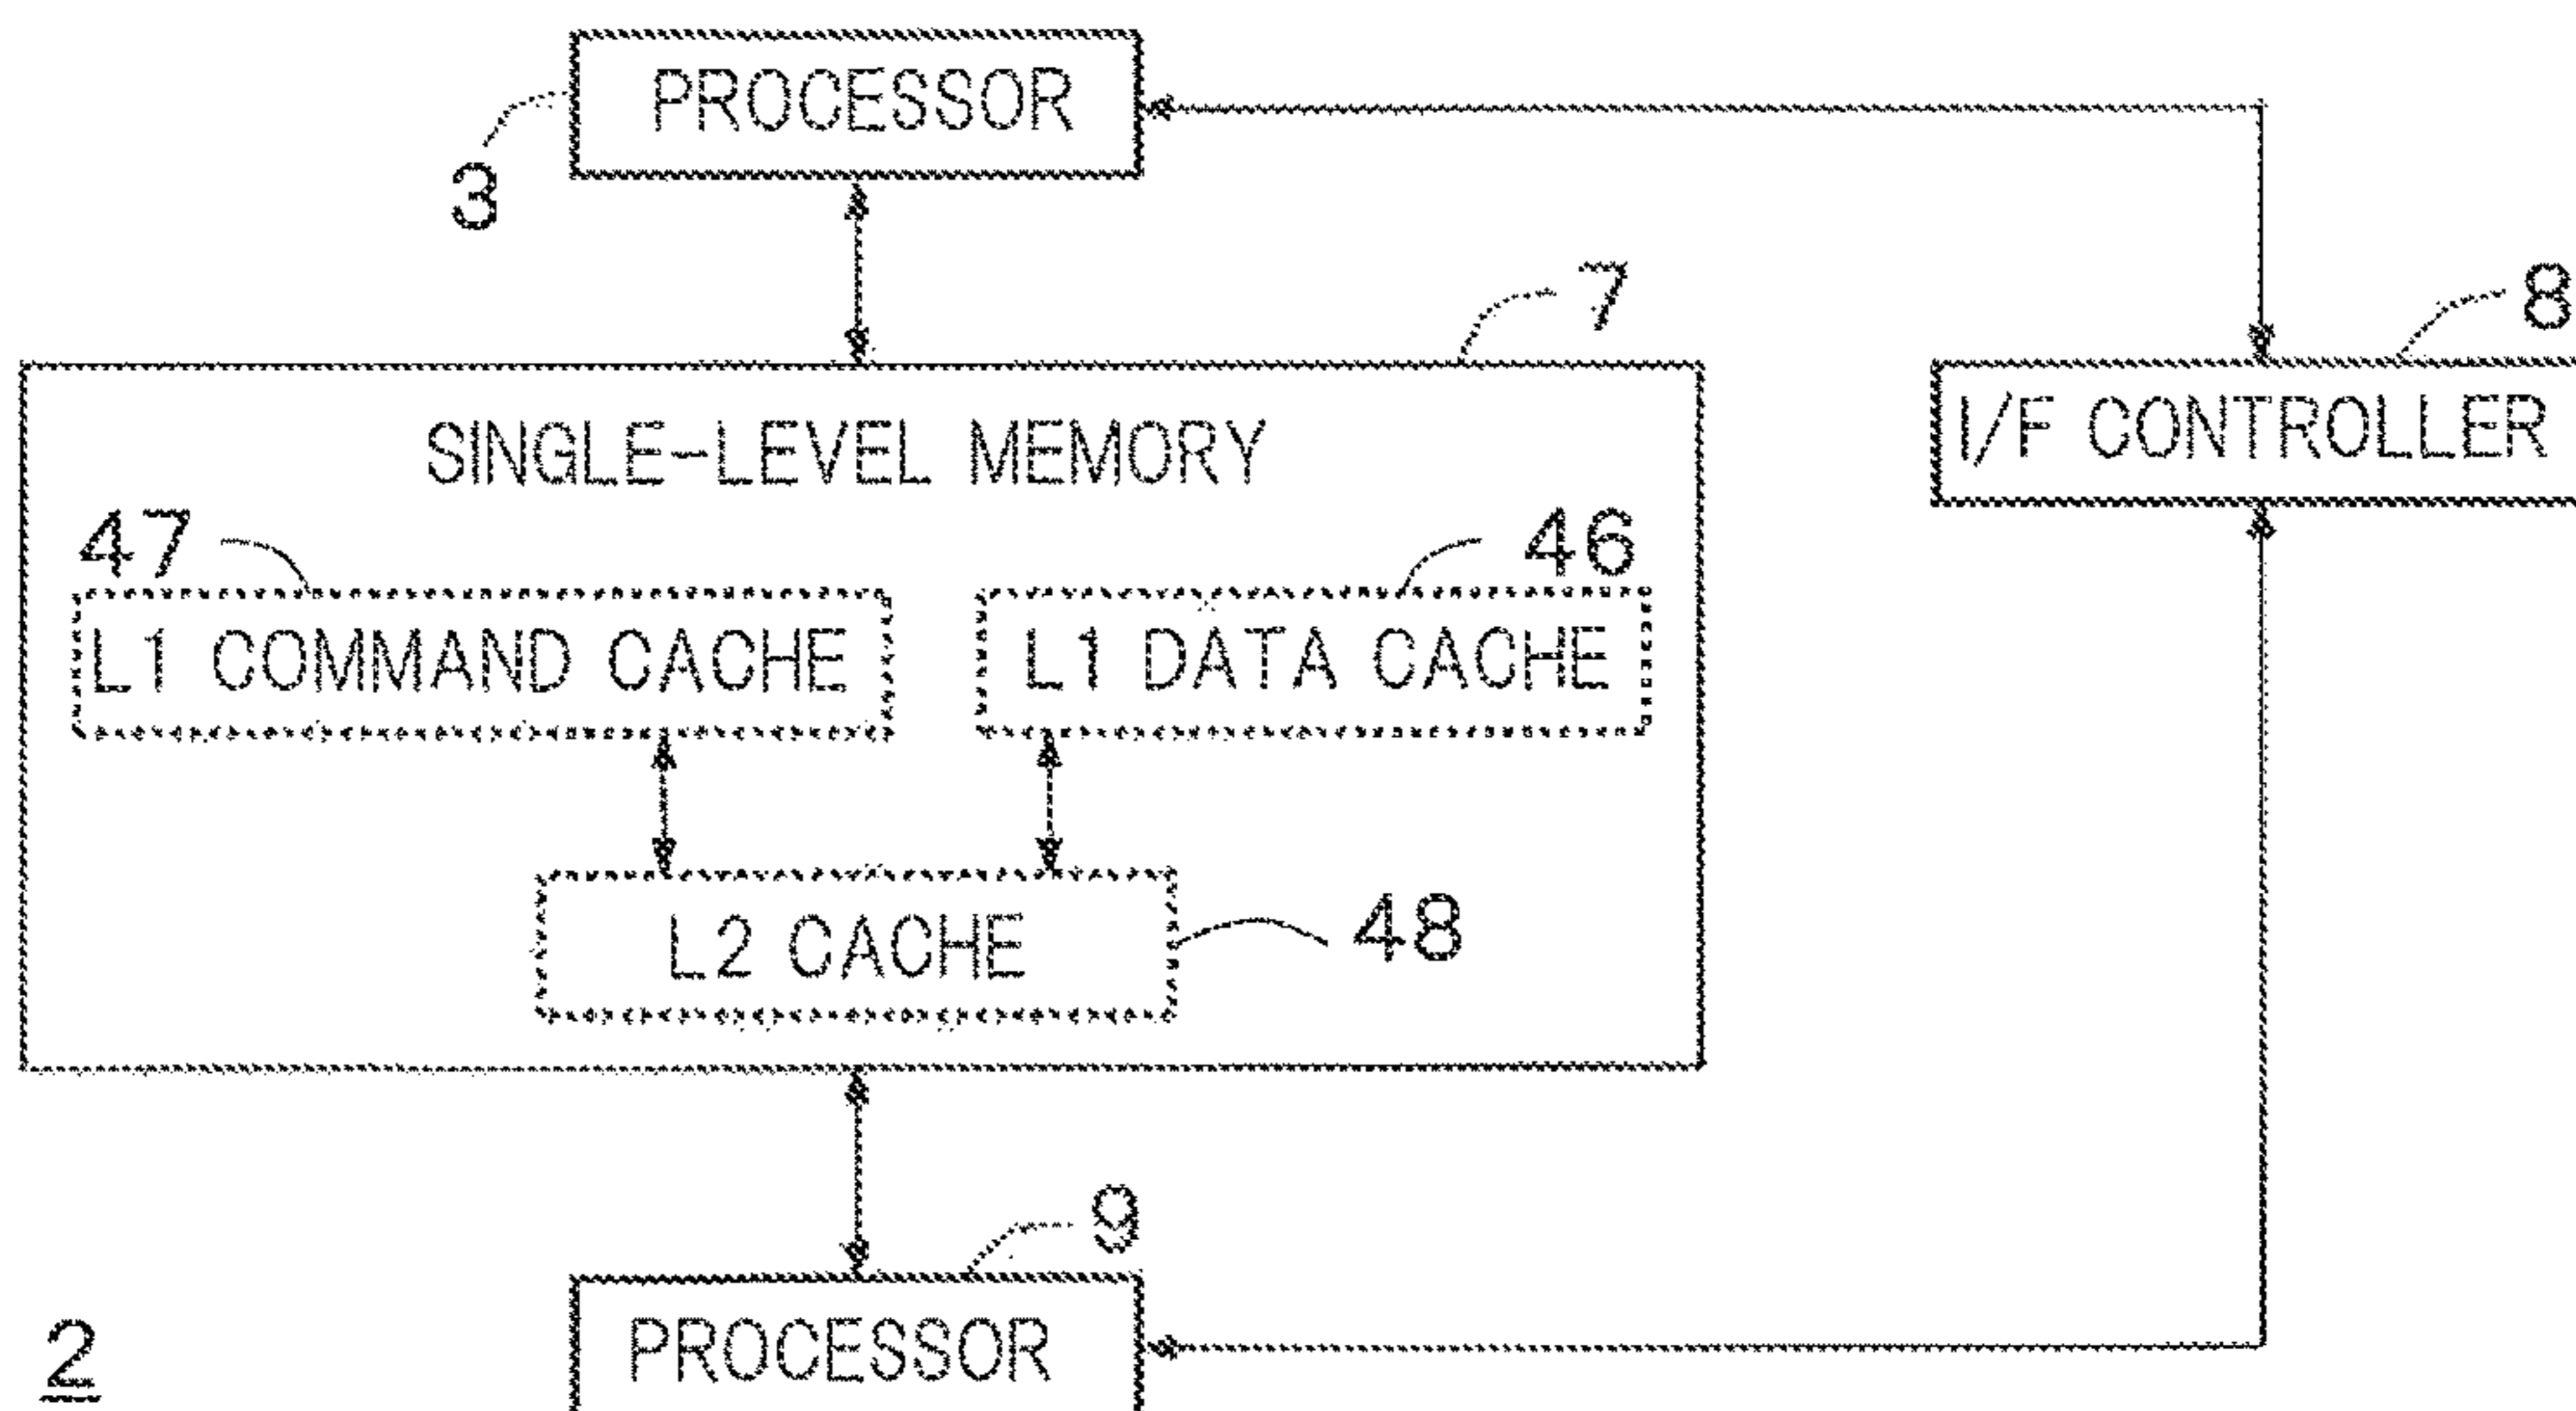 PROCESSOR
3
7
8
SINGLE-LEVEL MEMORY
I/F CONTROLLER
47
46
L1 COMMAND CACHE
L1 DATA CACHE
L2 CACHE
48
9
2
PROCESSOR